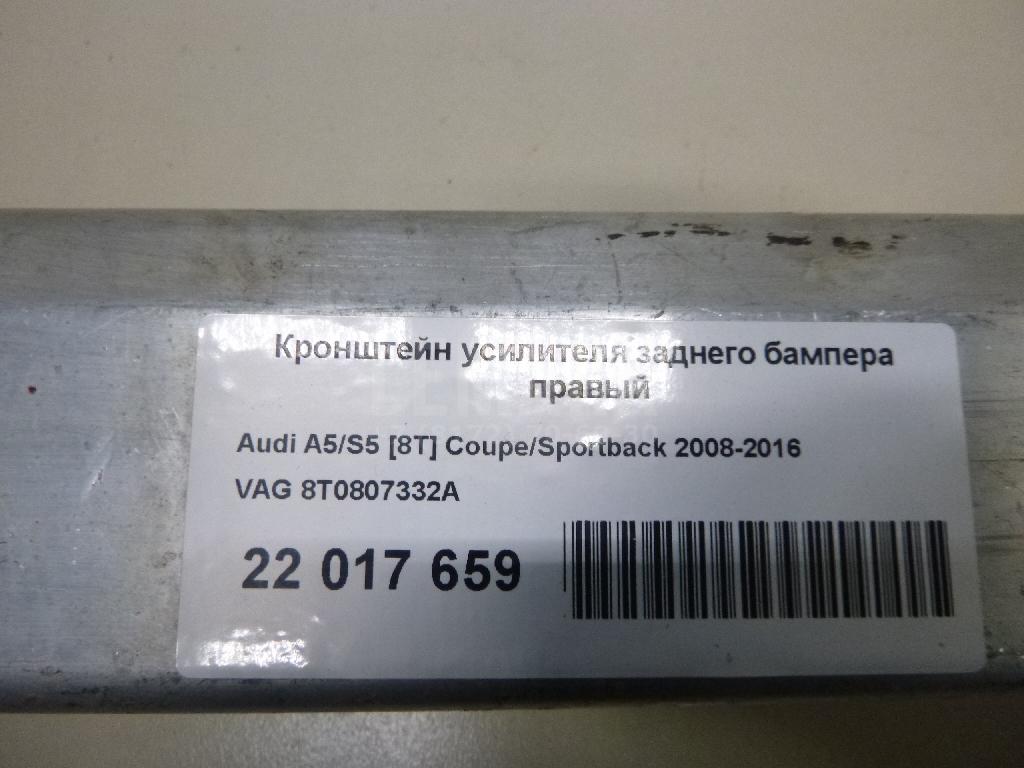 Кронштейн усилителя заднего бампера
правый
Audi A5/S5 [8T] Coupe/Sportback 2008-2016
VAG 8T0807332A
22 017 659